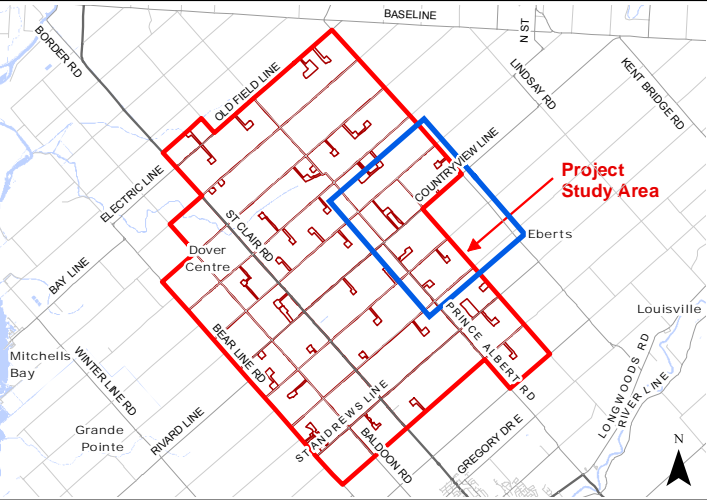 BASELINE
BORDER RD
N ST
LINDSAY RD
KENT BRIDGE RD
OLD FIELD LINE
COUNTRYVIEW LINE
Project
Study Area
ELECTRIC LINE
ST CLAIR RD
Eberts
Dover
Centre
BAY LINE
Louisville
BEAR LINE RD
PRINCE ALBERT RD
Mitchells
Bay
WINTER LINE RD
LONGWOODS RD
RIVER LINE
ST ANDREWS LINE
Grande
Pointe
RIVARD LINE
BALDOON RD
GREGORY DR E
N